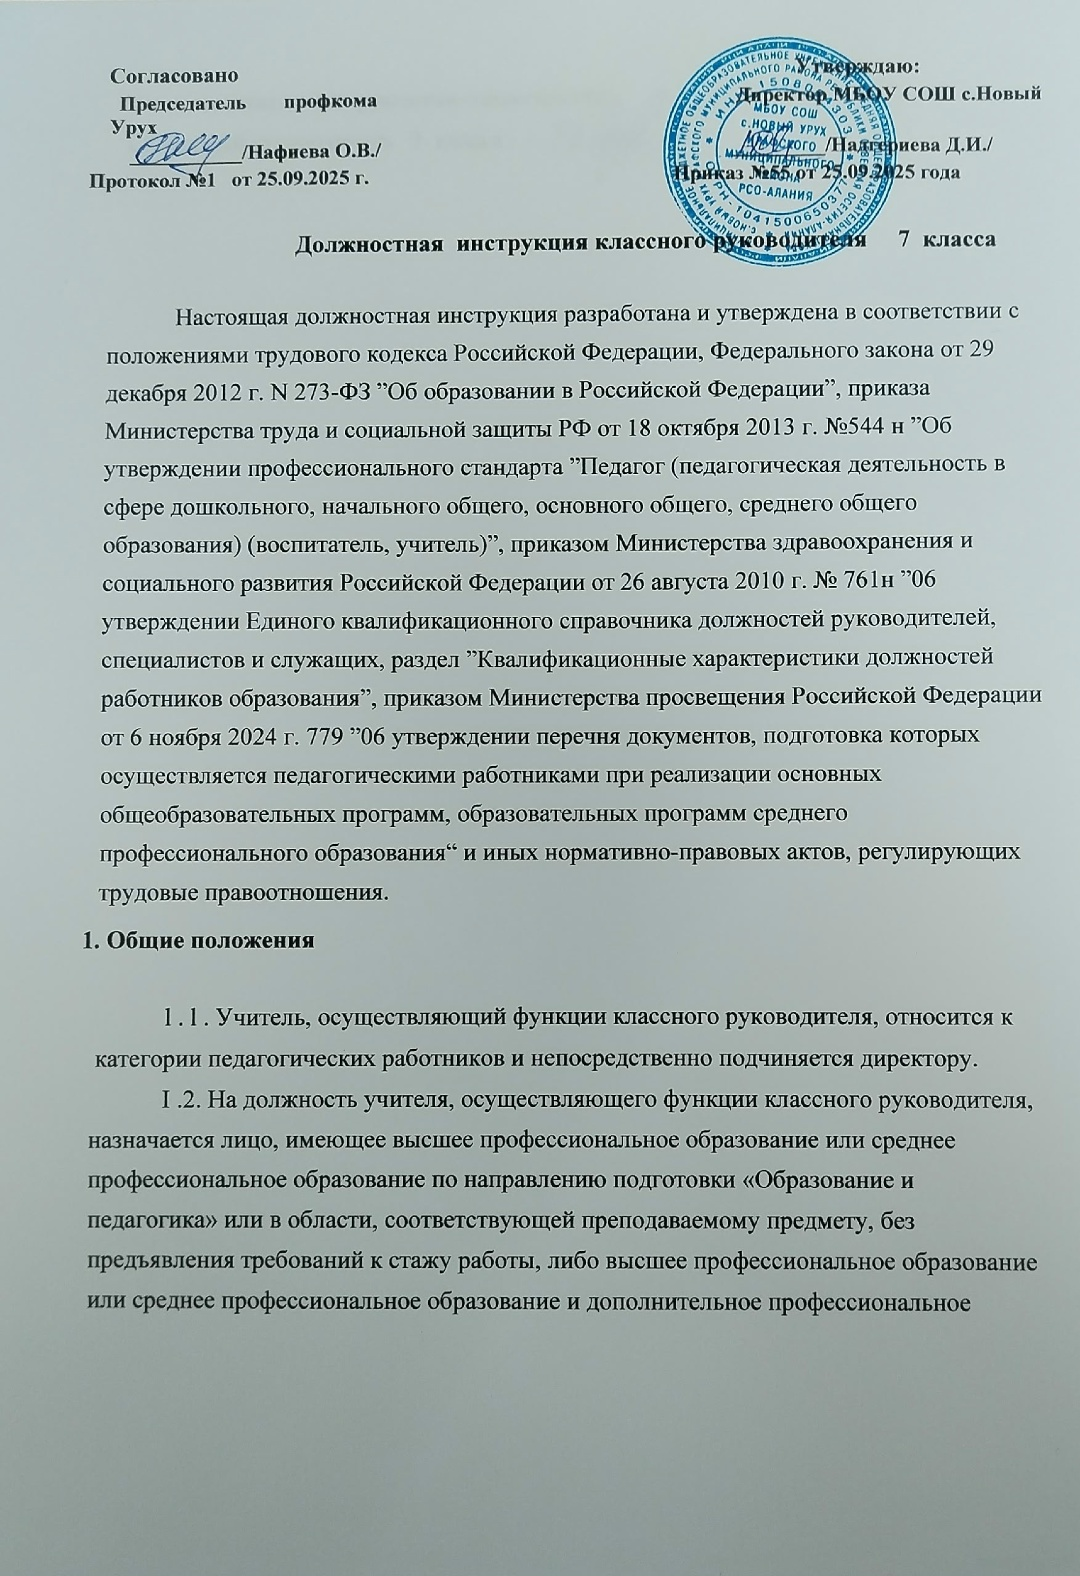 Согласовано
Председатель профкома
Урух
/Нафиева О.В./
Протокол №1 от 25.09.2025 г.
Утверждаю:
Директор МБОУ СОШ с.Новый
/Надгериева Д.И./
Приказ №55 от 25.09.2025 года
МБОУ СОШ
с.НОВЫЙ УРУХ
ИРАФСКОГО
МУНИЦИПАЛЬНОГО
РАЙОНА
РСО-АЛАНИЯ
Должностная инструкция классного руководителя 7 класса
Настоящая должностная инструкция разработана и утверждена в соответствии с
положениями трудового кодекса Российской Федерации, Федерального закона от 29
декабря 2012 г. N 273-ФЗ ”Об образовании в Российской Федерации”, приказа
Министерства труда и социальной защиты РФ от 18 октября 2013 г. №544 н ”Об
утверждении профессионального стандарта ”Педагог (педагогическая деятельность в
сфере дошкольного, начального общего, основного общего, среднего общего
образования) (воспитатель, учитель)”, приказом Министерства здравоохранения и
социального развития Российской Федерации от 26 августа 2010 г. № 761н ”06
утверждении Единого квалификационного справочника должностей руководителей,
специалистов и служащих, раздел ”Квалификационные характеристики должностей
работников образования”, приказом Министерства просвещения Российской Федерации
от 6 ноября 2024 г. 779 ”06 утверждении перечня документов, подготовка которых
осуществляется педагогическими работниками при реализации основных
общеобразовательных программ, образовательных программ среднего
профессионального образования“ и иных нормативно-правовых актов, регулирующих
трудовые правоотношения.
1. Общие положения
1 . 1 . Учитель, осуществляющий функции классного руководителя, относится к
категории педагогических работников и непосредственно подчиняется директору.
I .2. На должность учителя, осуществляющего функции классного руководителя,
назначается лицо, имеющее высшее профессиональное образование или среднее
профессиональное образование по направлению подготовки «Образование и
педагогика» или в области, соответствующей преподаваемому предмету, без
предъявления требований к стажу работы, либо высшее профессиональное образование
или среднее профессиональное образование и дополнительное профессиональное